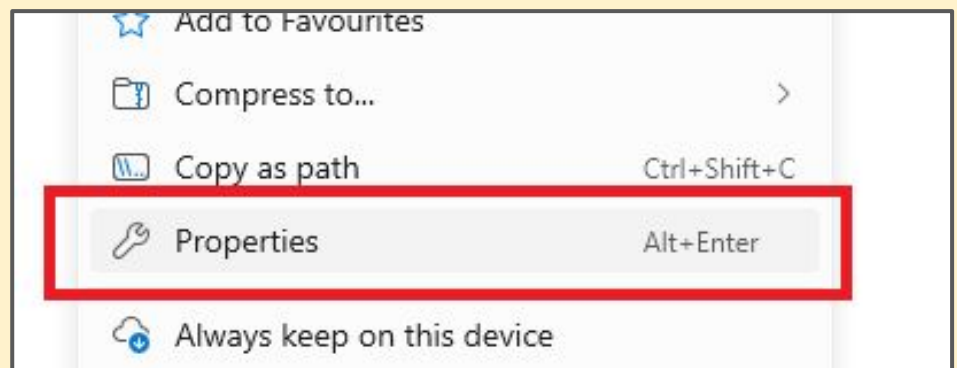 Add to Favourites
Compress to...
Copy as path Ctrl+Shift+C
Properties Alt+Enter
Always keep on this device